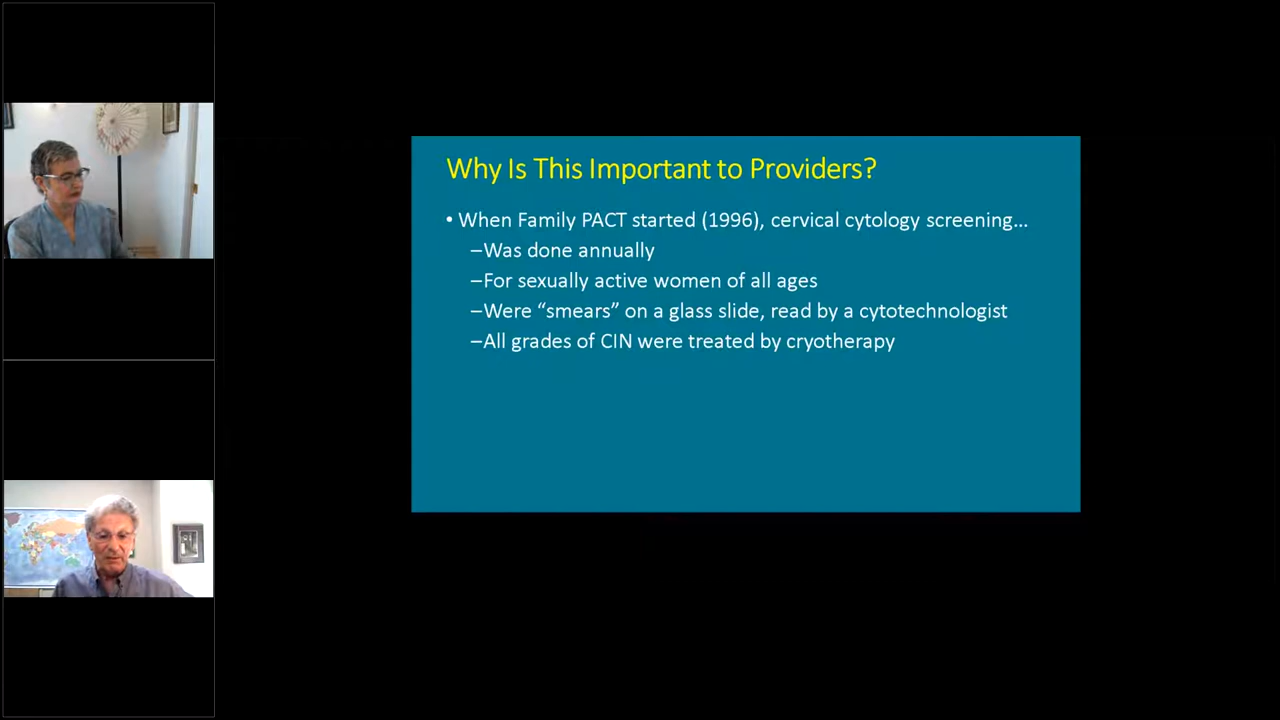 Why Is This Important to Providers?
• When Family PACT started (1996), cervical cytology screening…
–Was done annually
–For sexually active women of all ages
–Were “smears” on a glass slide, read by a cytotechnologist
–All grades of CIN were treated by cryotherapy